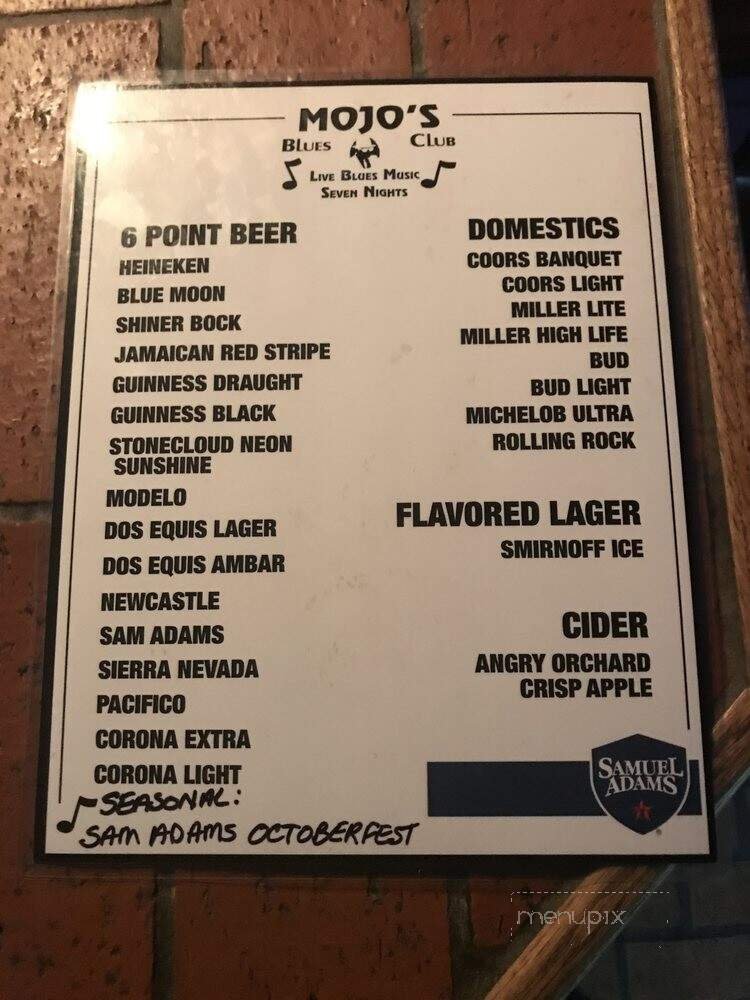 MOJO'S
BLUES CLUB
LIVE BLUES MUSIC
SEVEN NIGHTS
6 POINT BEER
HEINEKEN
BLUE MOON
SHINER BOCK
JAMAICAN RED STRIPE
GUINNESS DRAUGHT
GUINNESS BLACK
STONECLOUD NEON
SUNSHINE
MODELO
DOS EQUIS LAGER
DOS EQUIS AMBAR
NEWCASTLE
SAM ADAMS
SIERRA NEVADA
PACIFICO
CORONA EXTRA
CORONA LIGHT
SEASONAL:
SAM ADAMS OCTOBERFEST
DOMESTICS
COORS BANQUET
COORS LIGHT
MILLER LITE
MILLER HIGH LIFE
BUD
BUD LIGHT
MICHELOB ULTRA
ROLLING ROCK
FLAVORED LAGER
SMIRNOFF ICE
CIDER
ANGRY ORCHARD
CRISP APPLE
SAMUEL
ADAMS
menupix